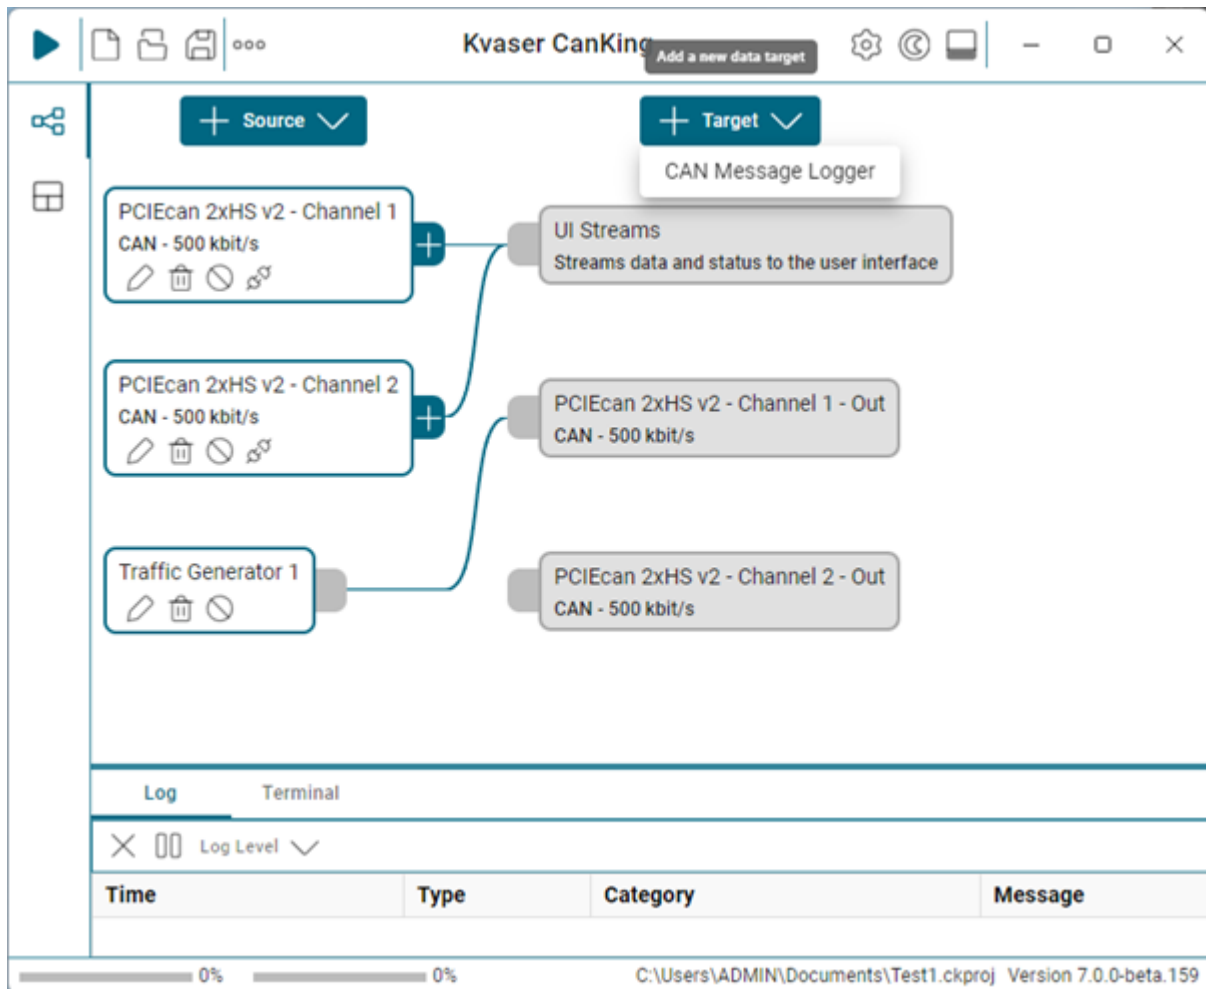 Kvaser CanKing
Add a new data target
Source
Target
CAN Message Logger
PCIEcan 2xHS v2 - Channel 1
CAN - 500 kbit/s
UI Streams
Streams data and status to the user interface
PCIEcan 2xHS v2 - Channel 2
CAN - 500 kbit/s
PCIEcan 2xHS v2 - Channel 1 - Out
CAN - 500 kbit/s
Traffic Generator 1
PCIEcan 2xHS v2 - Channel 2 - Out
CAN - 500 kbit/s
Log Terminal
Log Level
Time Type Category Message
0% 0% C:\Users\ADMIN\Documents\Test1.ckproj Version 7.0.0-beta.159